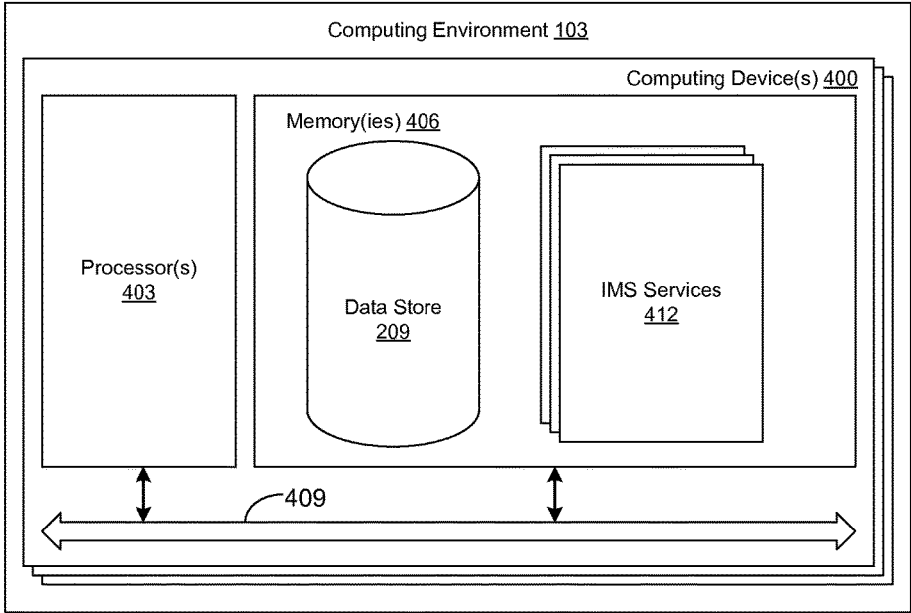 Computing Environment 103
Computing Device(s) 400
Memory(ies) 406
Processor(s)
403
Data Store
209
IMS Services
412
409